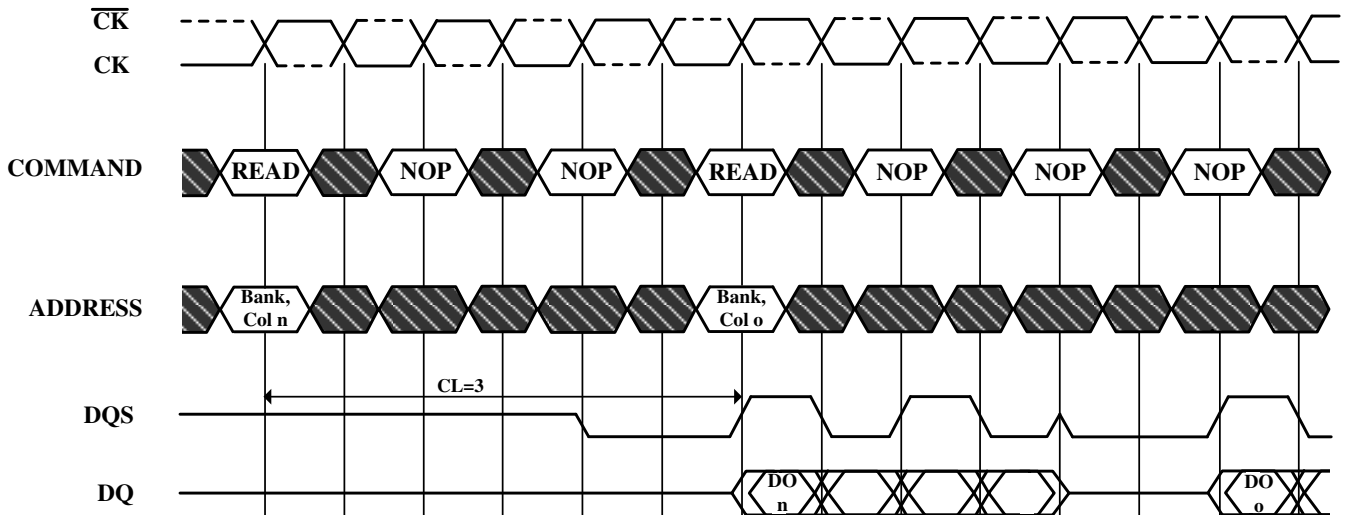 C̅K̅
CK
COMMAND READ NOP NOP READ NOP NOP NOP
ADDRESS Bank, Col n Bank, Col o
CL=3
DQS
DQ DO n DO o